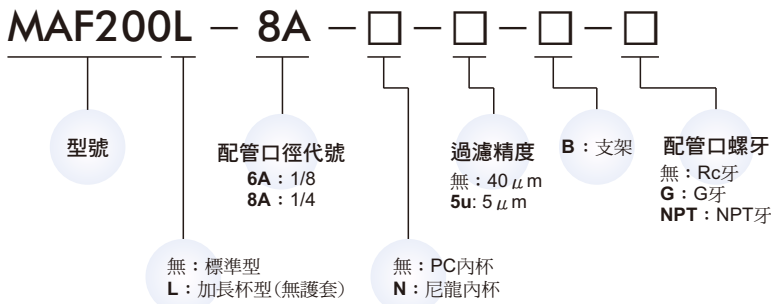 MAF200L － 8A － □ － □ － □ － □
型號
配管口徑代號
6A：1/8
8A：1/4
過濾精度
無：40μm
5u: 5μm
B：支架
配管口螺牙
無：Rc牙
G：G牙
NPT：NPT牙
無：標準型
L：加長杯型(無護套)
無：PC內杯
N：尼龍內杯